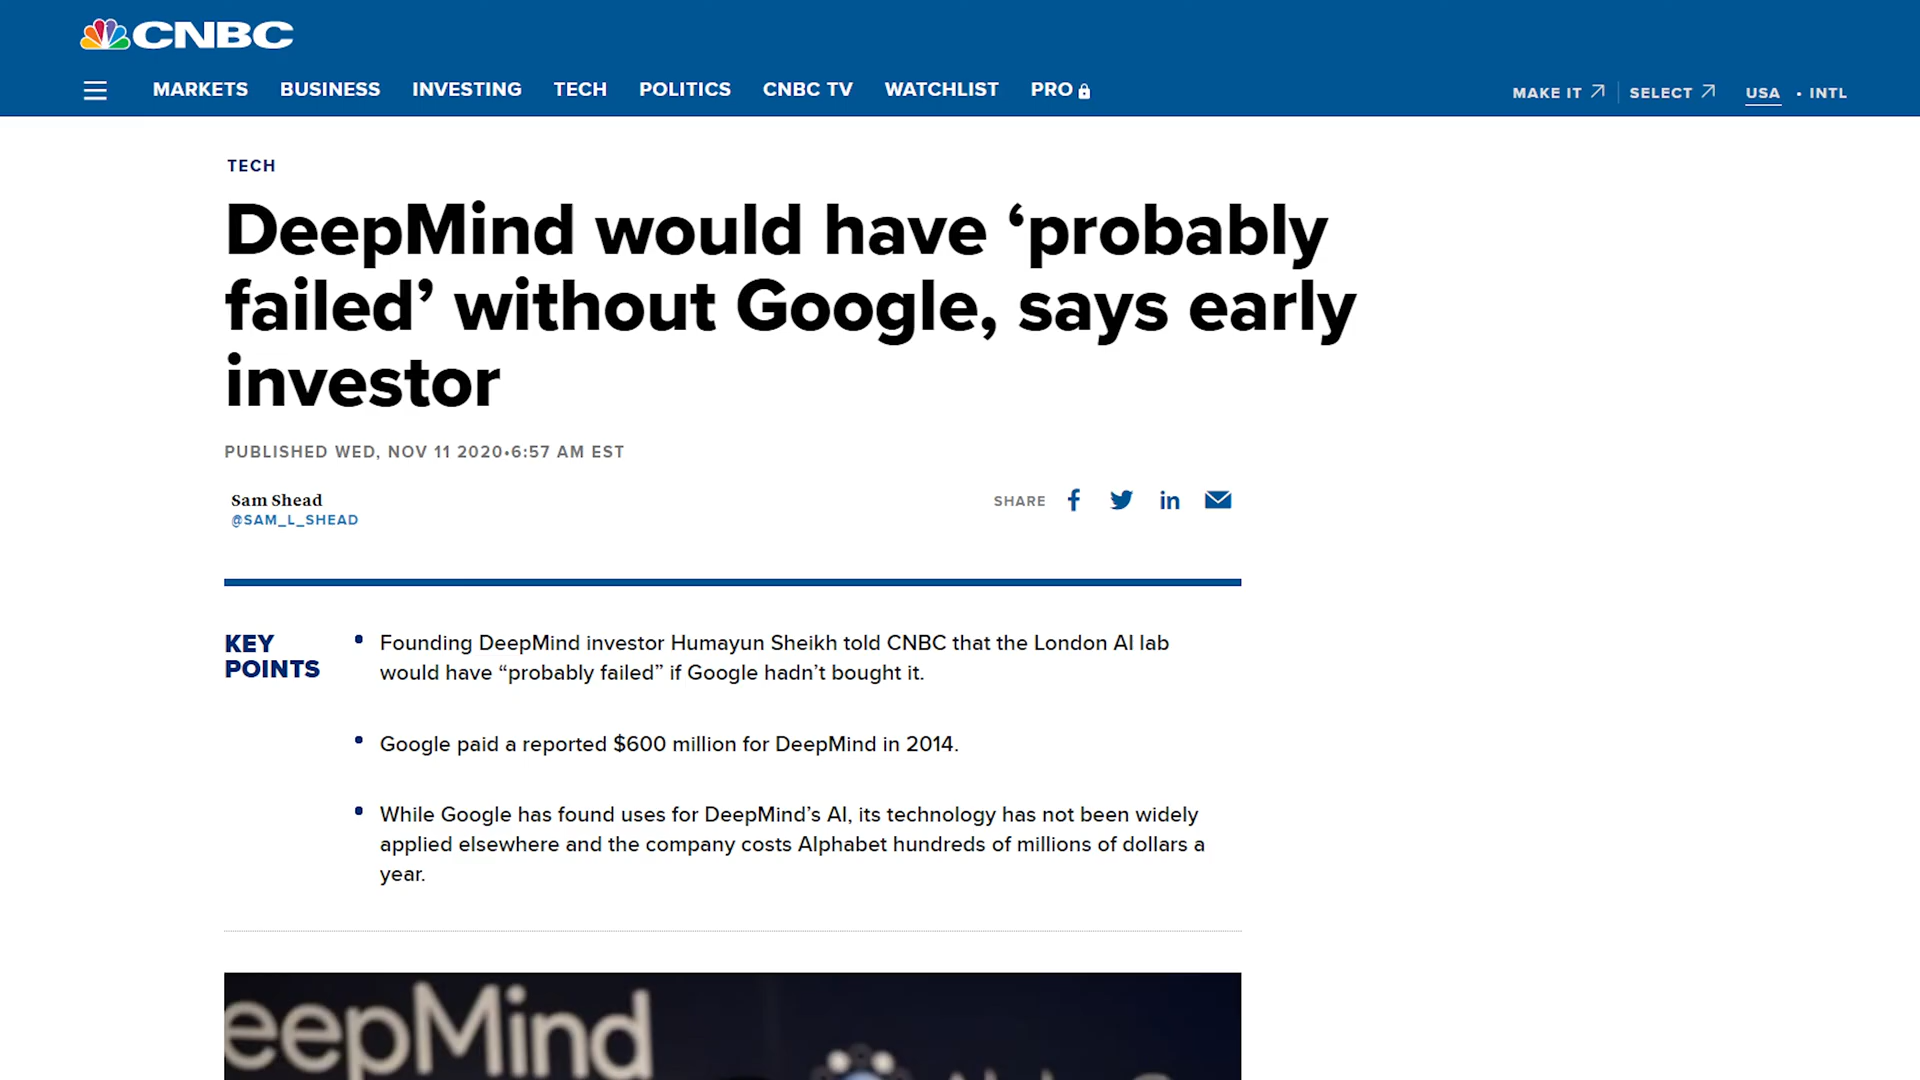 CNBC
MARKETS BUSINESS INVESTING TECH POLITICS CNBC TV WATCHLIST PRO
MAKE IT SELECT USA • INTL
TECH
DeepMind would have ‘probably
failed’ without Google, says early
investor
PUBLISHED WED, NOV 11 2020•6:57 AM EST
Sam Shead
@SAM_L_SHEAD
SHARE
KEY
POINTS
• Founding DeepMind investor Humayun Sheikh told CNBC that the London AI lab
would have “probably failed” if Google hadn’t bought it.
• Google paid a reported $600 million for DeepMind in 2014.
• While Google has found uses for DeepMind’s AI, its technology has not been widely
applied elsewhere and the company costs Alphabet hundreds of millions of dollars a
year.
eepMind